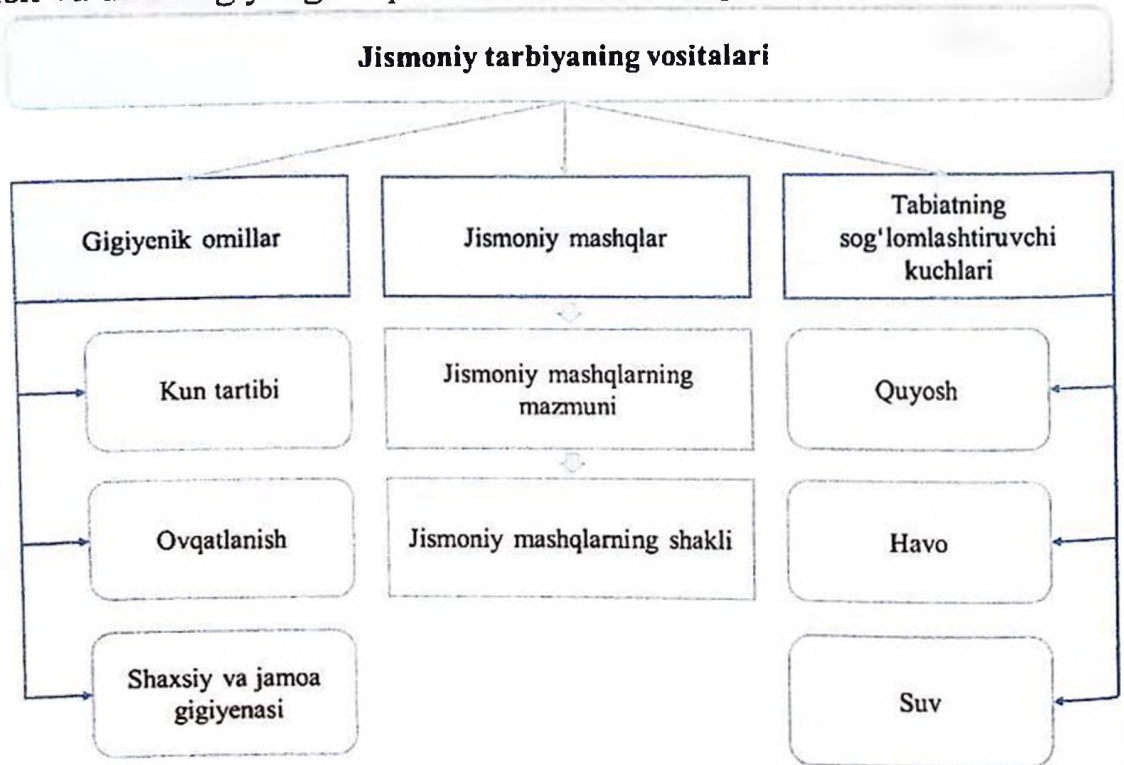 Jismoniy tarbiyaning vositalari
Gigiyenik omillar
Jismoniy mashqlar
Tabiatning
sog‘lomlashtiruvchi
kuchlari
Kun tartibi
Jismoniy mashqlarning
mazmuni
Quyosh
Ovqatlanish
Jismoniy mashqlarning shakli
Havo
Shaxsiy va jamoa
gigiyenasi
Suv